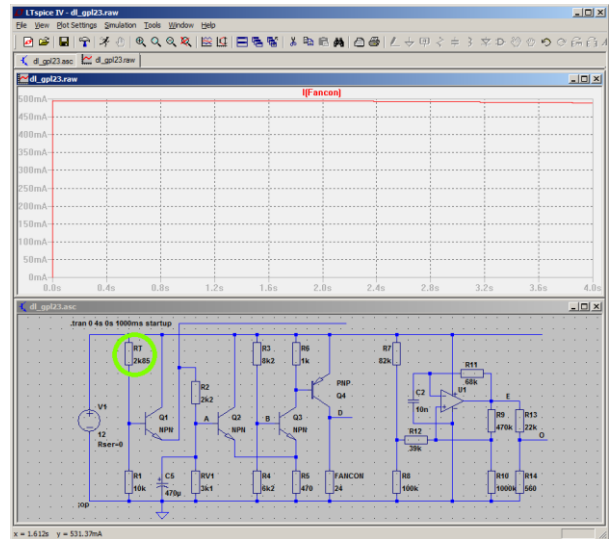 LTspice IV - dl_gpl23.raw
File View Plot Settings Simulation Tools Window Help
dl_gpl23.asc dl_gpl23.raw
dl_gpl23.raw
I(Fancon)
500mA
450mA
400mA
350mA
300mA
250mA
200mA
150mA
100mA
50mA
0mA
0.0s 0.4s 0.8s 1.2s 1.6s 2.0s 2.4s 2.8s 3.2s 3.6s 4.0s
dl_gpl23.asc
.tran 0 4s 0s 1000ms startup
RT
2k85
R3
8k2
R6
1k
R7
82k
R11
68k
R2
2k2
PNP
Q4
D
C2
10n
U1
E
V1
12
Rser=0
Q1
NPN
A
Q2
NPN
B
Q3
NPN
R9
470k
R13
22k
R12
39k
O
R1
10k
C5
470µ
RV1
3k1
R4
6k2
R5
470
FANCON
24
R8
100k
R10
1000k
R14
560
.op
x = 1.612s y = 531.37mA